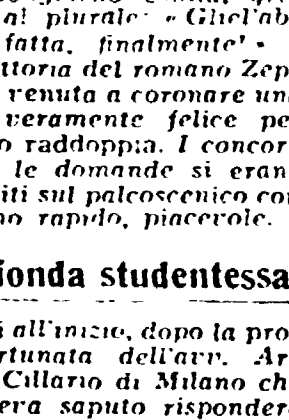 al plurale: « Gliel'ab
fatta, finalmente' »
ttoria del romano Zep
venuta a coronare un
veramente felice pe
o raddoppia. I concor
le domande si eran
iti sul palcoscenico co
no rapido, piacevole.
ionda studentessa
all'inizio, dopo la pro
rtunata dell'avv. Ar
Cillario di Milano ch
era saputo risponder